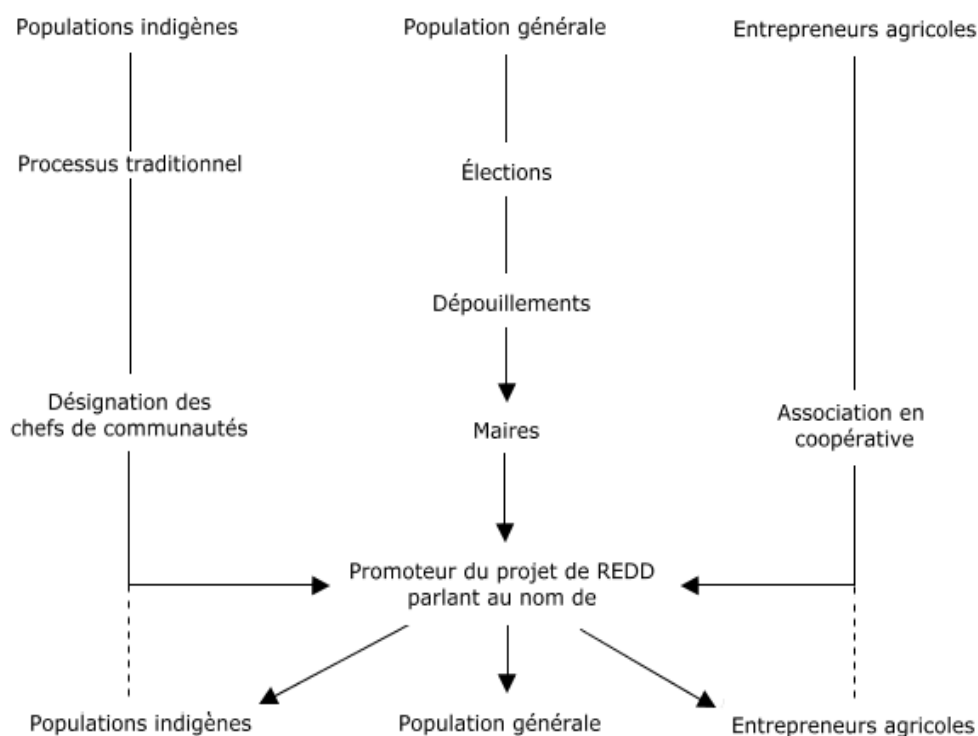 Populations indigènes
Population générale
Entrepreneurs agricoles
Processus traditionnel
Élections
Dépouillements
Désignation des
chefs de communautés
Maires
Association en
coopérative
Promoteur du projet de REDD
parlant au nom de
Populations indigènes
Population générale
Entrepreneurs agricoles